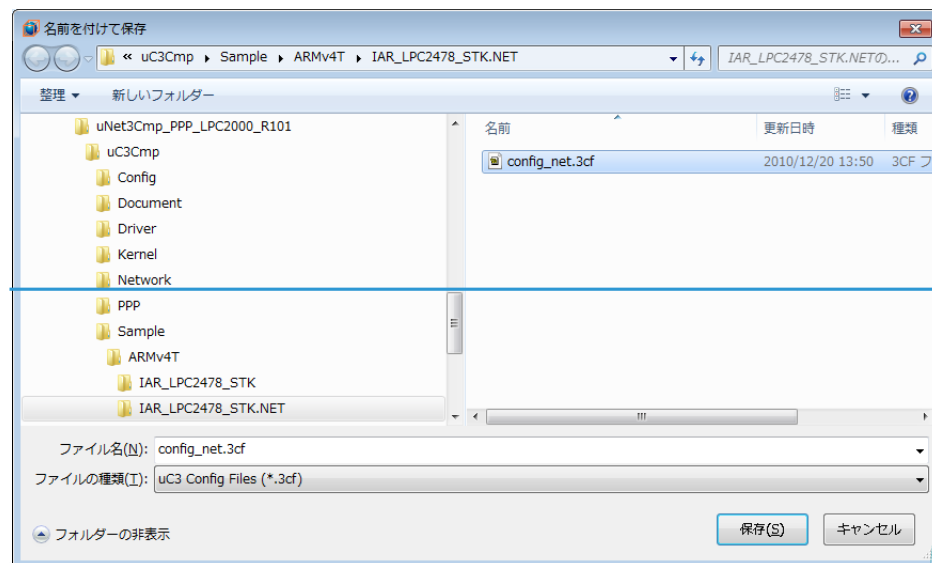 名前を付けて保存
« uC3Cmp ▸ Sample ▸ ARMv4T ▸ IAR_LPC2478_STK.NET
IAR_LPC2478_STK.NETの...
整理 ▼ 新しいフォルダー
uNet3Cmp_PPP_LPC2000_R101
uC3Cmp
Config
Document
Driver
Kernel
Network
PPP
Sample
ARMv4T
IAR_LPC2478_STK
IAR_LPC2478_STK.NET
名前 更新日時 種類
config_net.3cf 2010/12/20 13:50 3CF フ
ファイル名(N): config_net.3cf
ファイルの種類(T): uC3 Config Files (*.3cf)
フォルダーの非表示
保存(S) キャンセル